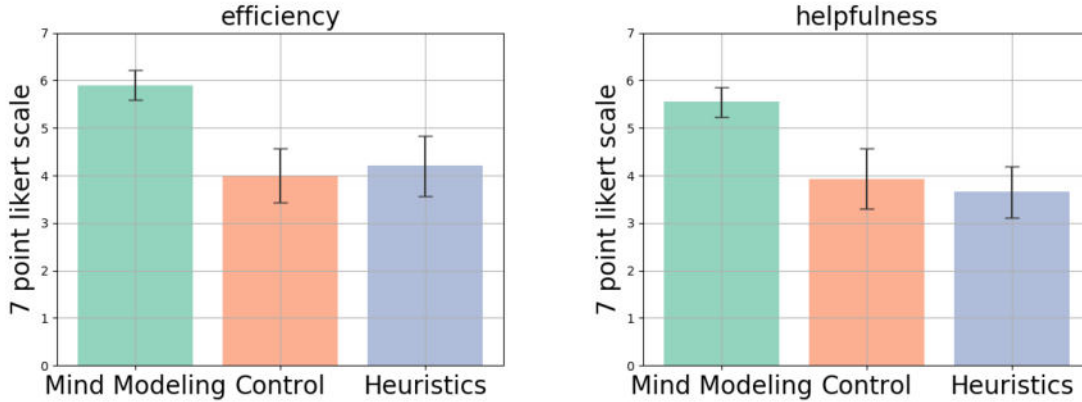 efficiency
7 point likert scale
7
6
5
4
3
2
1
0
Mind Modeling Control Heuristics
helpfulness
7 point likert scale
7
6
5
4
3
2
1
0
Mind Modeling Control Heuristics